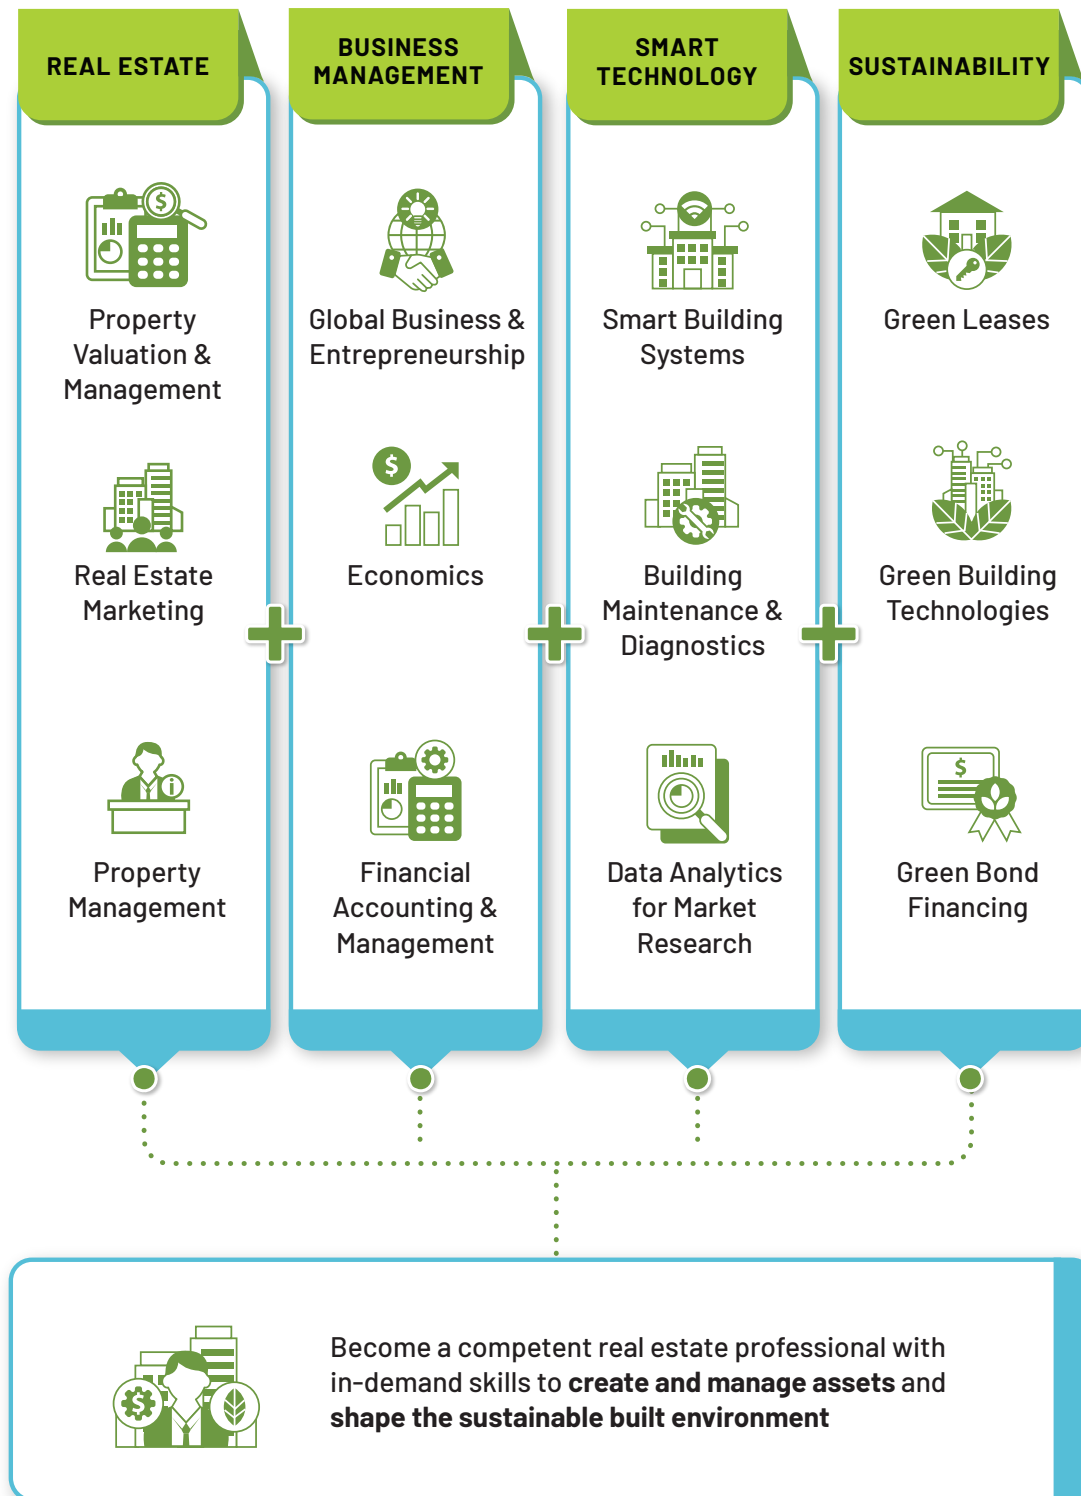 REAL ESTATE
Property
Valuation &
Management
Real Estate
Marketing
Property
Management
BUSINESS
MANAGEMENT
Global Business &
Entrepreneurship
$
Economics
Financial
Accounting &
Management
SMART
TECHNOLOGY
Smart Building
Systems
Building
Maintenance &
Diagnostics
Data Analytics
for Market
Research
SUSTAINABILITY
Green Leases
Green Building
Technologies
$
Green Bond
Financing
Become a competent real estate professional with
in-demand skills to create and manage assets and
shape the sustainable built environment